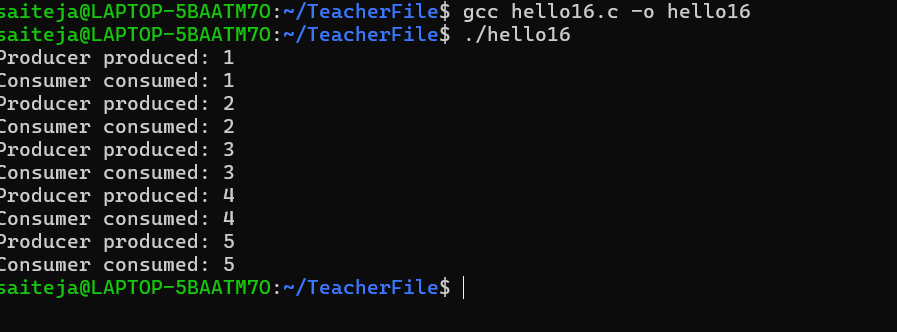 saiteja@LAPTOP-5BAATM7O:~/TeacherFile$ gcc hello16.c -o hello16
saiteja@LAPTOP-5BAATM7O:~/TeacherFile$ ./hello16
Producer produced: 1
Consumer consumed: 1
Producer produced: 2
Consumer consumed: 2
Producer produced: 3
Consumer consumed: 3
Producer produced: 4
Consumer consumed: 4
Producer produced: 5
Consumer consumed: 5
saiteja@LAPTOP-5BAATM7O:~/TeacherFile$